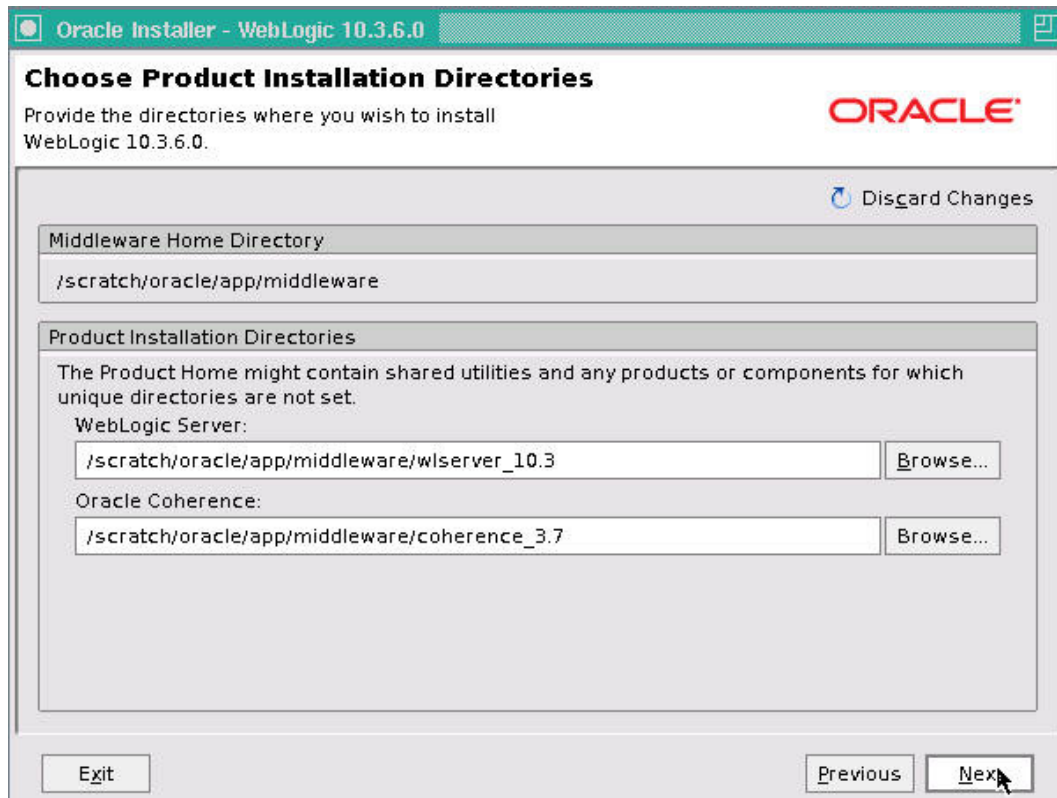 Oracle Installer - WebLogic 10.3.6.0
Choose Product Installation Directories
Provide the directories where you wish to install
WebLogic 10.3.6.0.
ORACLE
Discard Changes
Middleware Home Directory
/scratch/oracle/app/middleware
Product Installation Directories
The Product Home might contain shared utilities and any products or components for which
unique directories are not set.
WebLogic Server:
/scratch/oracle/app/middleware/wlserver_10.3
Browse...
Oracle Coherence:
/scratch/oracle/app/middleware/coherence_3.7
Browse...
Exit
Previous
Next